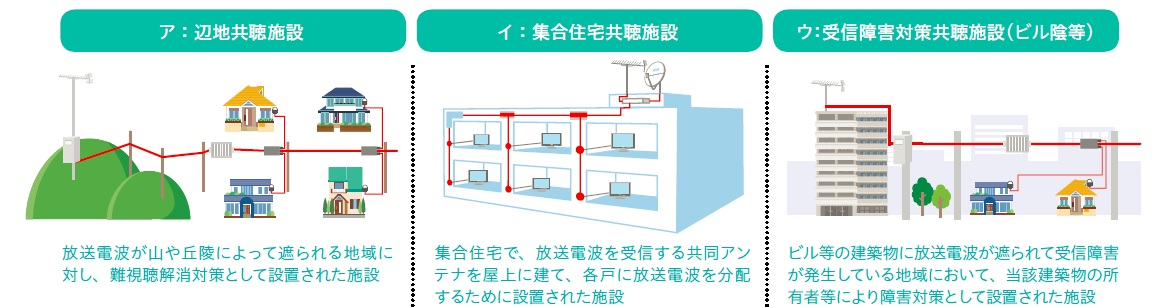 ア：辺地共聴施設
イ：集合住宅共聴施設
ウ：受信障害対策共聴施設（ビル陰等）
放送電波が山や丘陵によって遮られる地域に
対し、難視聴解消対策として設置された施設
集合住宅で、放送電波を受信する共同アン
テナを屋上に建て、各戸に放送電波を分配
するために設置された施設
ビル等の建築物に放送電波が遮られて受信障害
が発生している地域において、当該建築物の所
有者等により障害対策として設置された施設